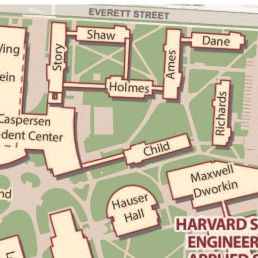 EVERETT STREET
Shaw
Dane
Story
Ames
Wing
Holmes
Richards
Caspersen
dent Center
Child
Maxwell
Dworkin
Hauser
Hall
HARVARD S
ENGINEER
APPLIED S